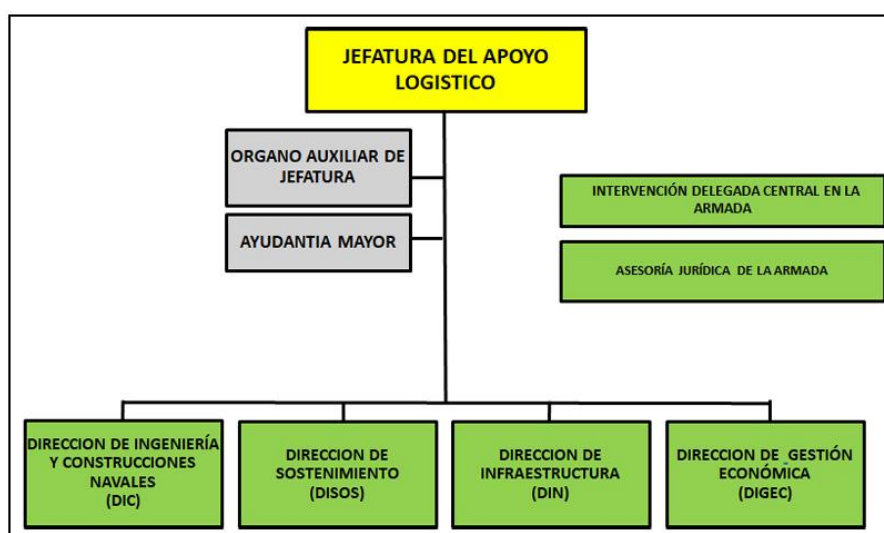 JEFATURA DEL APOYO
LOGISTICO
ORGANO AUXILIAR DE
JEFATURA
AYUDANTIA MAYOR
INTERVENCIÓN DELEGADA CENTRAL EN LA
ARMADA
ASESORÍA JURÍDICA DE LA ARMADA
DIRECCION DE INGENIERÍA
Y CONSTRUCCIONES
NAVALES
(DIC)
DIRECCION DE
SOSTENIMIENTO
(DISOS)
DIRECCION DE
INFRAESTRUCTURA
(DIN)
DIRECCION DE GESTIÓN
ECONÓMICA
(DIGEC)